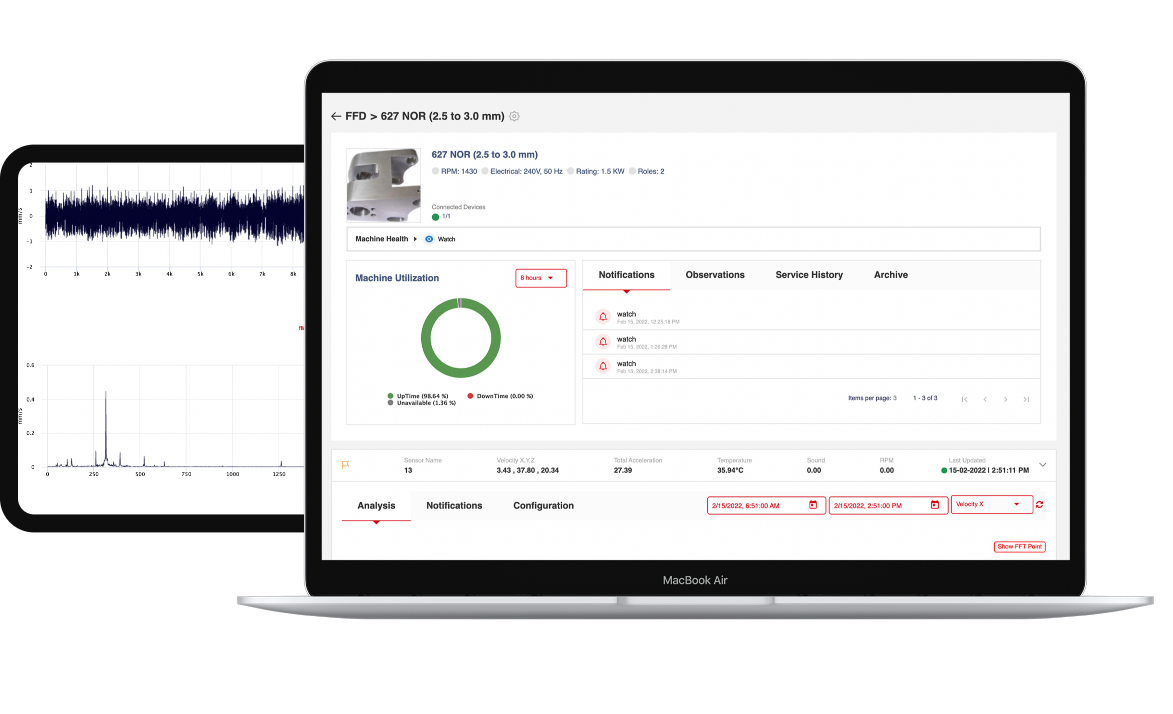 FFD > 627 NOR (2.5 to 3.0 mm)
627 NOR (2.5 to 3.0 mm)
RPM: 1430 Electrical: 240V, 50 Hz Rating: 1.5 KW Roles: 2
Connected Devices
1/1
Machine Health Watch
Machine Utilization
8 hours
UpTime (98.64 %) DownTime (0.00 %)
Unavailable (1.36 %)
Notifications Observations Service History Archive
watch
Feb 15, 2022, 12:25:18 PM
watch
Feb 15, 2022, 1:25:28 PM
watch
Feb 15, 2022, 2:38:14 PM
Items per page: 3 1 - 3 of 3
Sensor Name Velocity X.Y.Z Total Acceleration Temperature Sound RPM Last Updated
13 3.43 , 37.80 , 20.34 27.39 35.94°C 0.00 0.00 15-02-2022 | 2:51:11 PM
Analysis Notifications Configuration
2/15/2022, 6:51:00 AM 2/15/2022, 2:51:00 PM Velocity X
Show FFT Point
MacBook Air
2
1
0
-1
-2
mm/s
0 1k 2k 3k 4k 5k 6k 7k 8k
0.6
0.4
0.2
0
mm/s
0 250 500 750 1000 1250